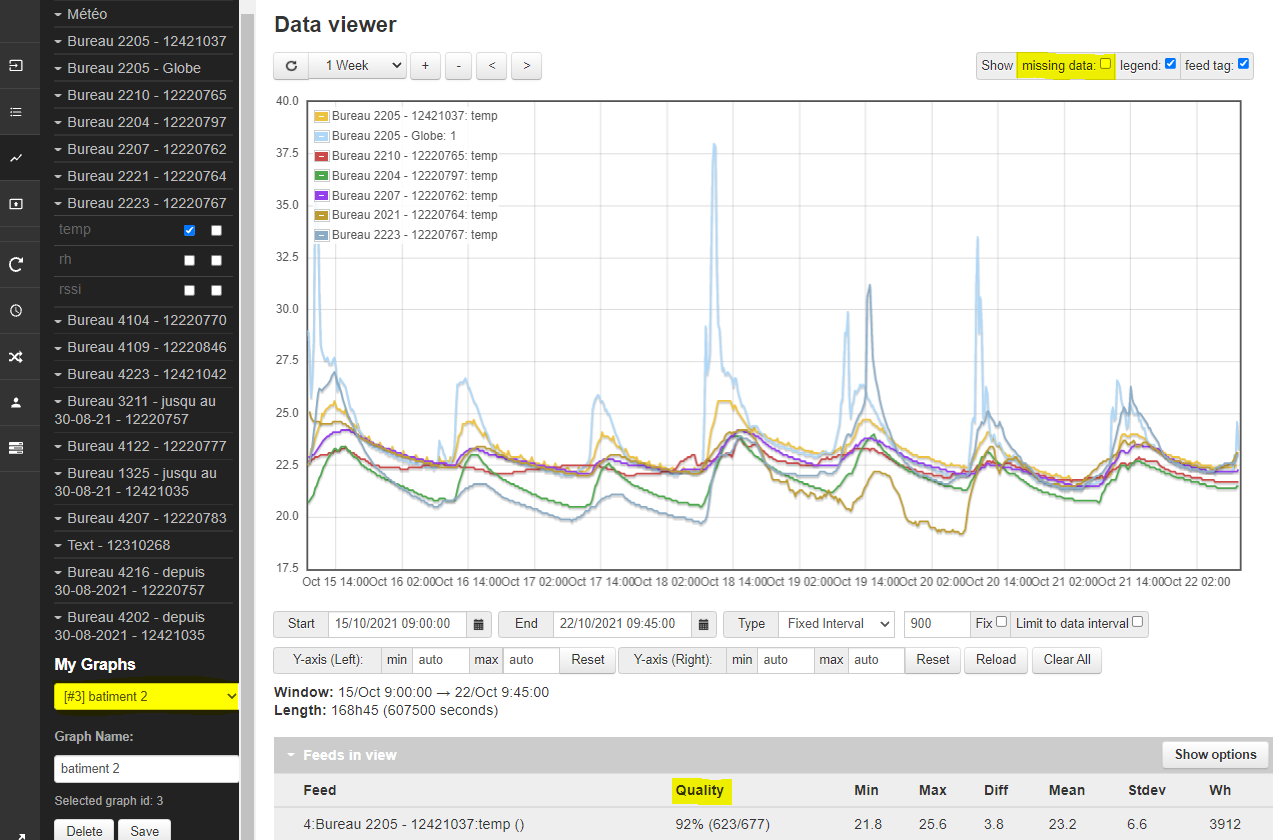 Météo
Bureau 2205 - 12421037
Bureau 2205 - Globe
Bureau 2210 - 12220765
Bureau 2204 - 12220797
Bureau 2207 - 12220762
Bureau 2221 - 12220764
Bureau 2223 - 12220767
temp
rh
rssi
Bureau 4104 - 12220770
Bureau 4109 - 12220846
Bureau 4223 - 12421042
Bureau 3211 - jusqu au
30-08-21 - 12220757
Bureau 4122 - 12220777
Bureau 1325 - jusqu au
30-08-21 - 12421035
Bureau 4207 - 12220783
Text - 12310268
Bureau 4216 - depuis
30-08-2021 - 12220757
Bureau 4202 - depuis
30-08-2021 - 12421035
My Graphs
[#3] batiment 2
Graph Name:
batiment 2
Selected graph id: 3
Delete Save
Data viewer
1 Week + - < >
Show missing data: legend: feed tag:
40.0
37.5
35.0
32.5
30.0
27.5
25.0
22.5
20.0
17.5
Bureau 2205 - 12421037: temp
Bureau 2205 - Globe: 1
Bureau 2210 - 12220765: temp
Bureau 2204 - 12220797: temp
Bureau 2207 - 12220762: temp
Bureau 2021 - 12220764: temp
Bureau 2223 - 12220767: temp
Oct 15 14:00 Oct 16 02:00 Oct 16 14:00 Oct 17 02:00 Oct 17 14:00 Oct 18 02:00 Oct 18 14:00 Oct 19 02:00 Oct 19 14:00 Oct 20 02:00 Oct 20 14:00 Oct 21 02:00 Oct 21 14:00 Oct 22 02:00
Start 15/10/2021 09:00:00 End 22/10/2021 09:45:00 Type Fixed Interval 900 Fix Limit to data interval
Y-axis (Left): min auto max auto Reset Y-axis (Right): min auto max auto Reset Reload Clear All
Window: 15/Oct 9:00:00 → 22/Oct 9:45:00
Length: 168h45 (607500 seconds)
Feeds in view Show options
Feed Quality Min Max Diff Mean Stdev Wh
4:Bureau 2205 - 12421037:temp () 92% (623/677) 21.8 25.6 3.8 23.2 6.6 3912